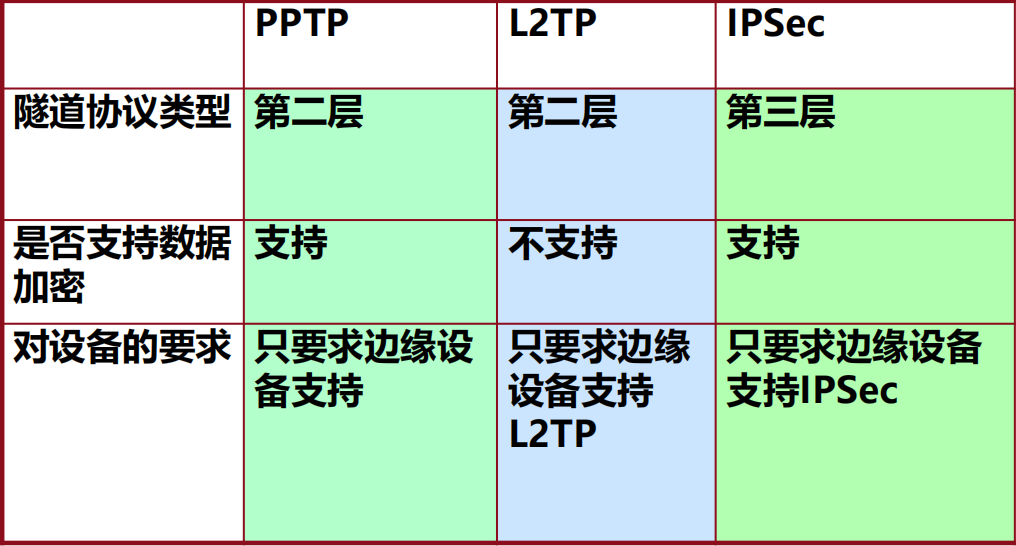 PPTP L2TP IPSec
隧道协议类型 第二层 第二层 第三层
是否支持数据 支持 不支持 支持
加密
对设备的要求 只要求边缘设 只要求边缘 只要求边缘设备
备支持 设备支持 支持IPSec
L2TP